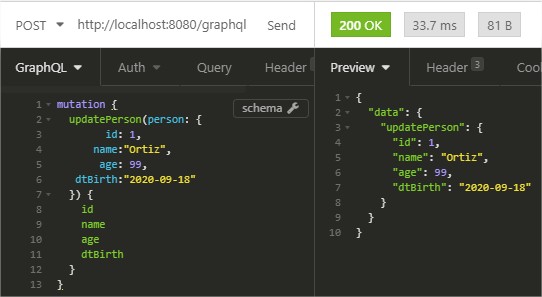 POST http://localhost:8080/graphql Send
200 OK 33.7 ms 81 B
GraphQL Auth Query Header
Preview Header 3 Cool
schema
1 mutation {
2 updatePerson(person: {
3 id: 1,
4 name:"Ortiz",
5 age: 99,
6 dtBirth:"2020-09-18"
7 }) {
8 id
9 name
10 age
11 dtBirth
12 }
13 }
1 {
2 "data": {
3 "updatePerson": {
4 "id": 1,
5 "name": "Ortiz",
6 "age": 99,
7 "dtBirth": "2020-09-18"
8 }
9 }
10 }